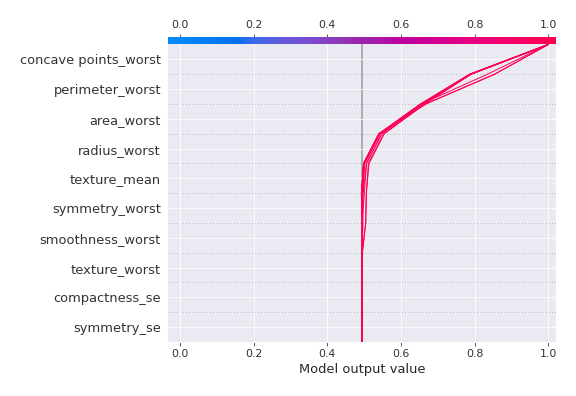 0.0 0.2 0.4 0.6 0.8 1.0
concave points_worst
perimeter_worst
area_worst
radius_worst
texture_mean
symmetry_worst
smoothness_worst
texture_worst
compactness_se
symmetry_se
0.0 0.2 0.4 0.6 0.8 1.0
Model output value